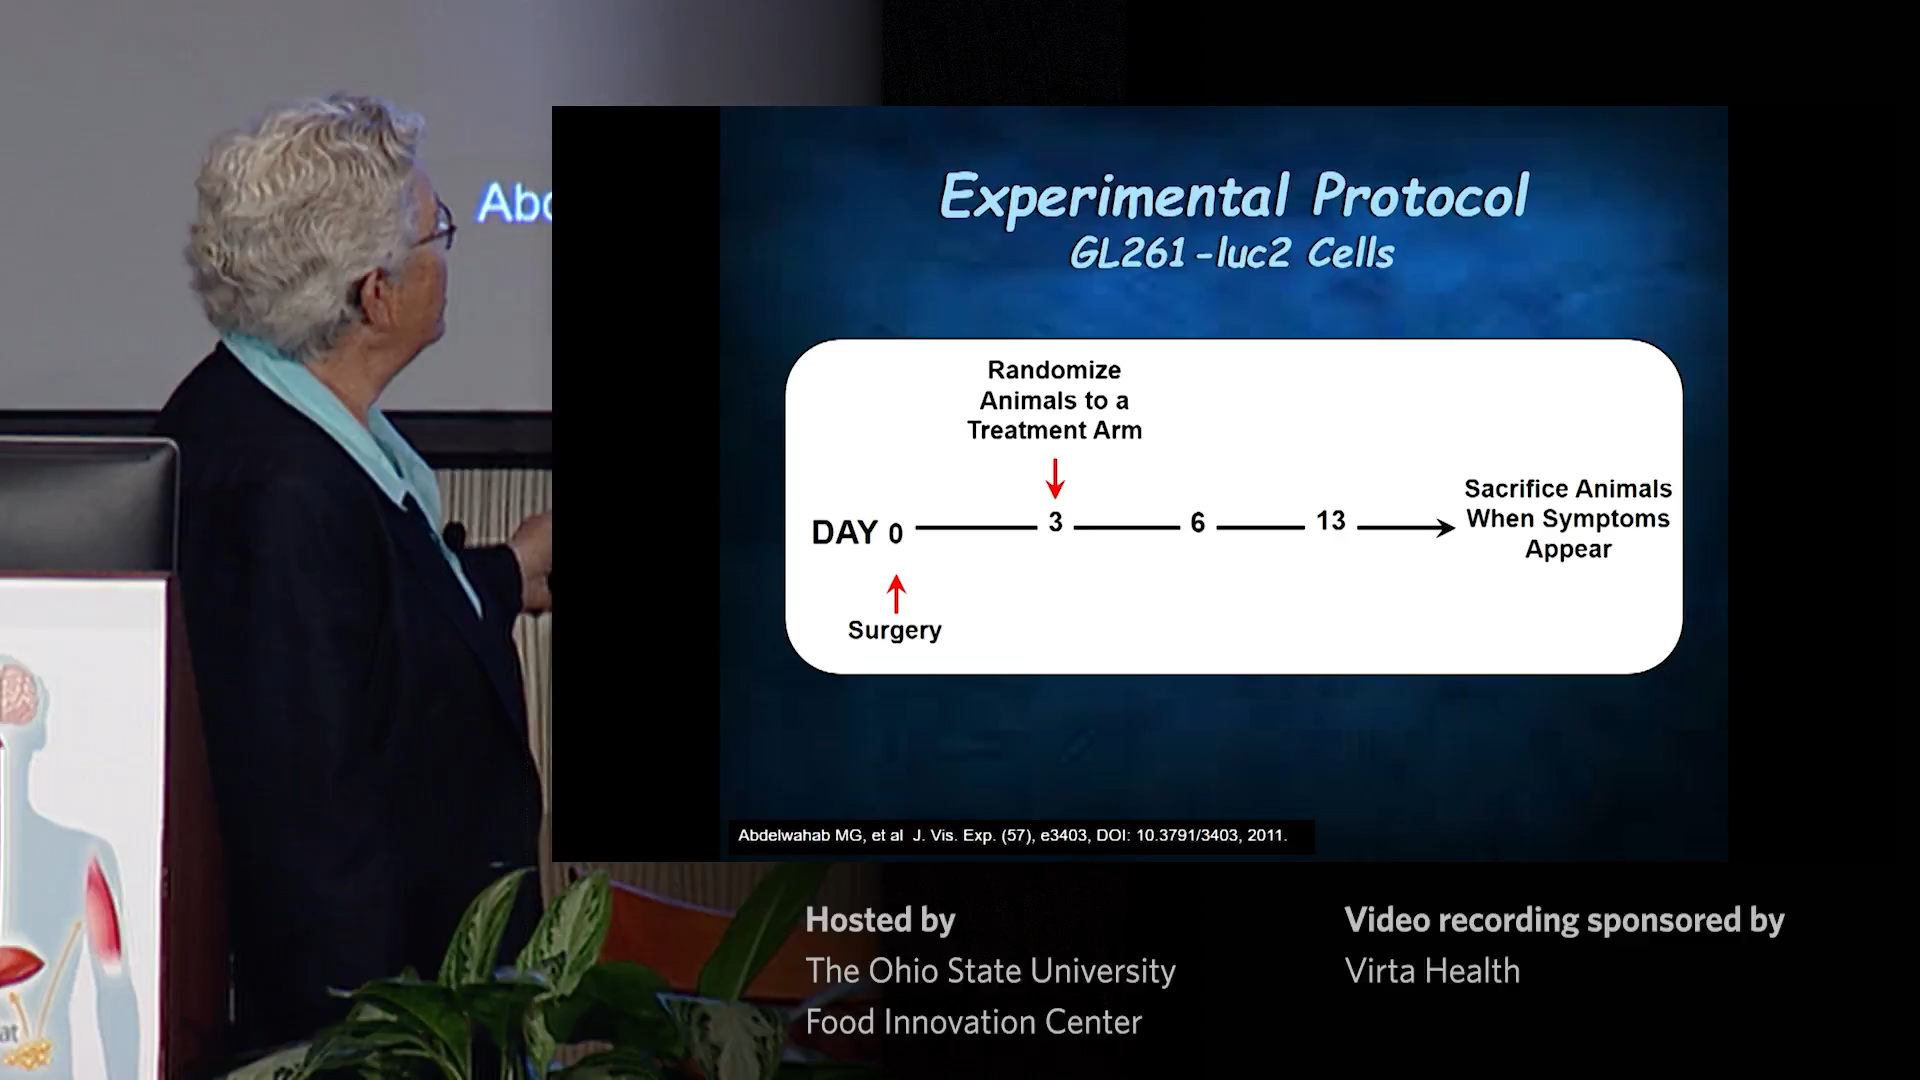 Abo
Experimental Protocol
GL261-luc2 Cells
Randomize
Animals to a
Treatment Arm
DAY 0 3 6 13
Sacrifice Animals
When Symptoms
Appear
Surgery
Abdelwahab MG, et al J. Vis. Exp. (57), e3403, DOI: 10.3791/3403, 2011.
Hosted by
The Ohio State University
Food Innovation Center
Video recording sponsored by
Virta Health